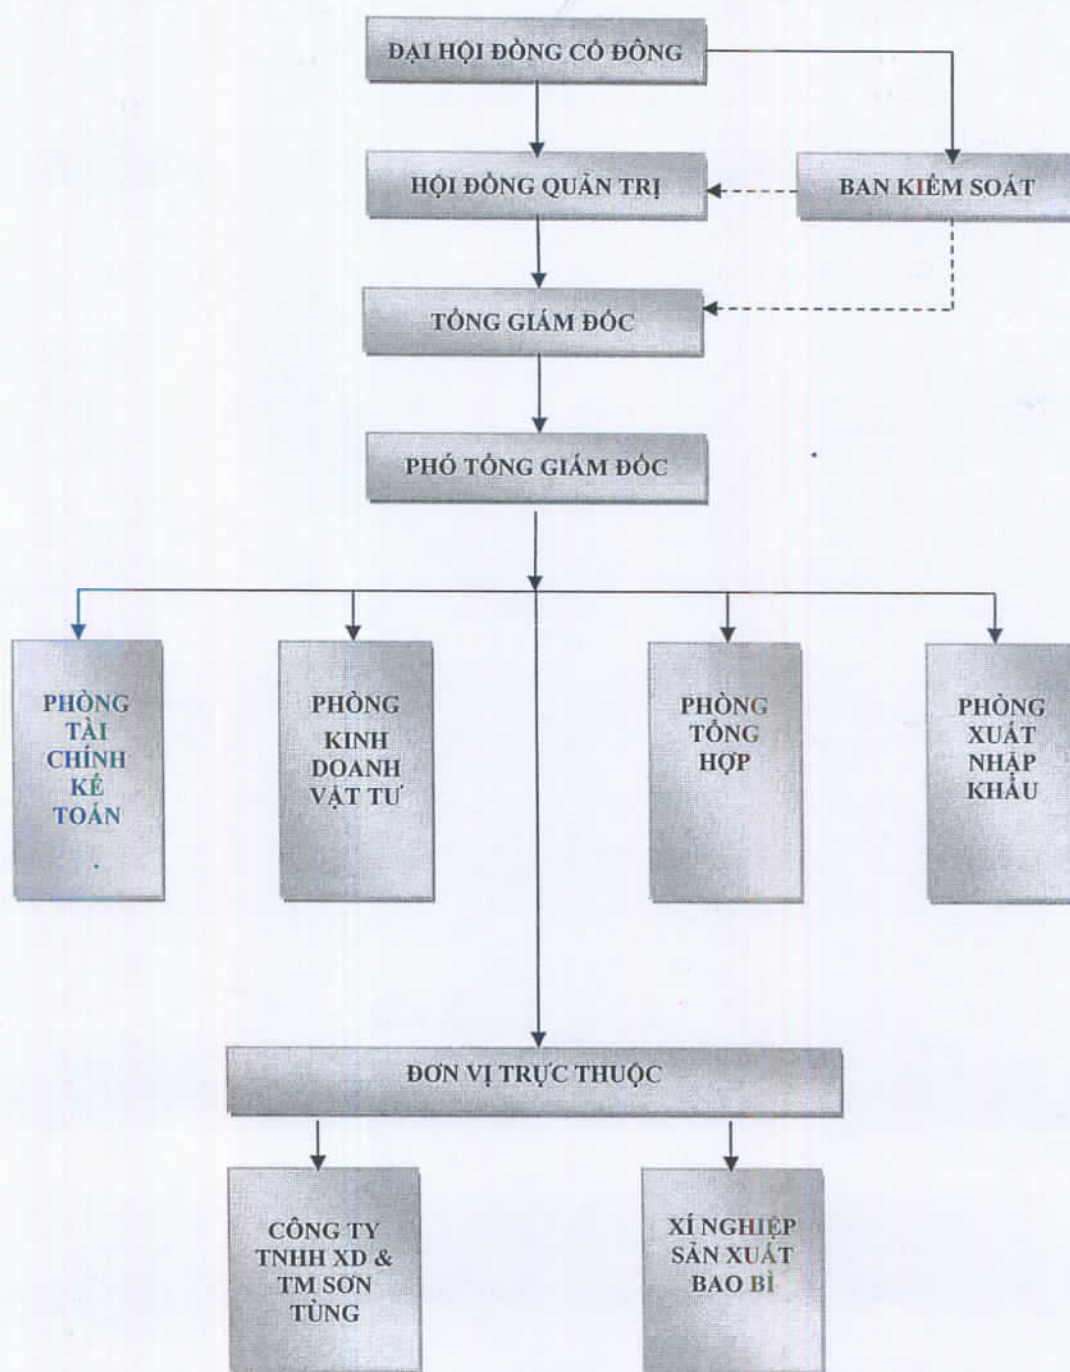 ĐẠI HỘI ĐỒNG CỔ ĐÔNG
HỘI ĐỒNG QUẢN TRỊ
BAN KIỂM SOÁT
TỔNG GIÁM ĐỐC
PHÓ TỔNG GIÁM ĐỐC
PHÒNG
TÀI
CHÍNH
KẾ
TOÁN
PHÒNG
KINH
DOANH
VẬT TƯ
PHÒNG
TỔNG
HỢP
PHÒNG
XUẤT
NHẬP
KHẨU
ĐƠN VỊ TRỰC THUỘC
CÔNG TY
TNHH XD &
TM SƠN
TÙNG
XÍ NGHIỆP
SẢN XUẤT
BAO BÌ